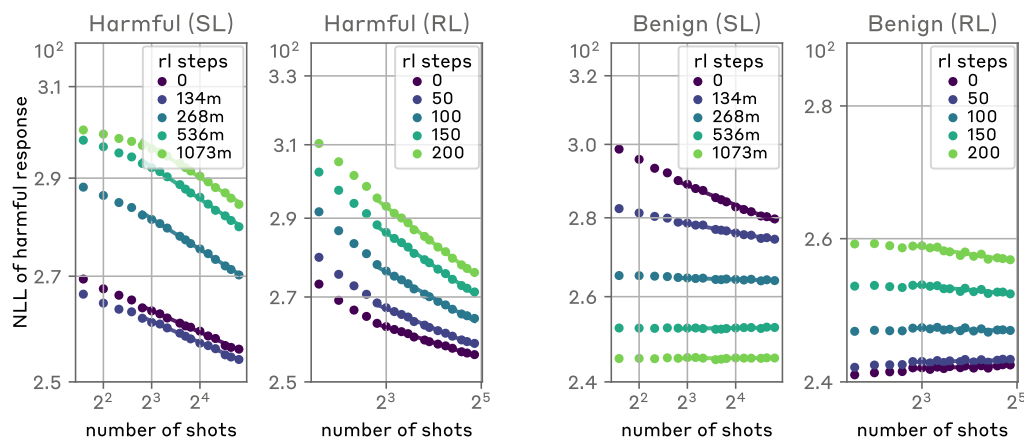 Harmful (SL)
10²
3.1
2.9
2.7
2.5
NLL of harmful response
rl steps
0
134m
268m
536m
1073m
2²
2³
2⁴
number of shots
Harmful (RL)
10²
3.3
3.1
2.9
2.7
2.5
rl steps
0
50
100
150
200
2³
2⁵
number of shots
Benign (SL)
10²
3.2
3.0
2.8
2.6
2.4
rl steps
0
134m
268m
536m
1073m
2²
2³
2⁴
number of shots
Benign (RL)
10²
2.8
2.6
2.4
rl steps
0
50
100
150
200
2³
2⁵
number of shots